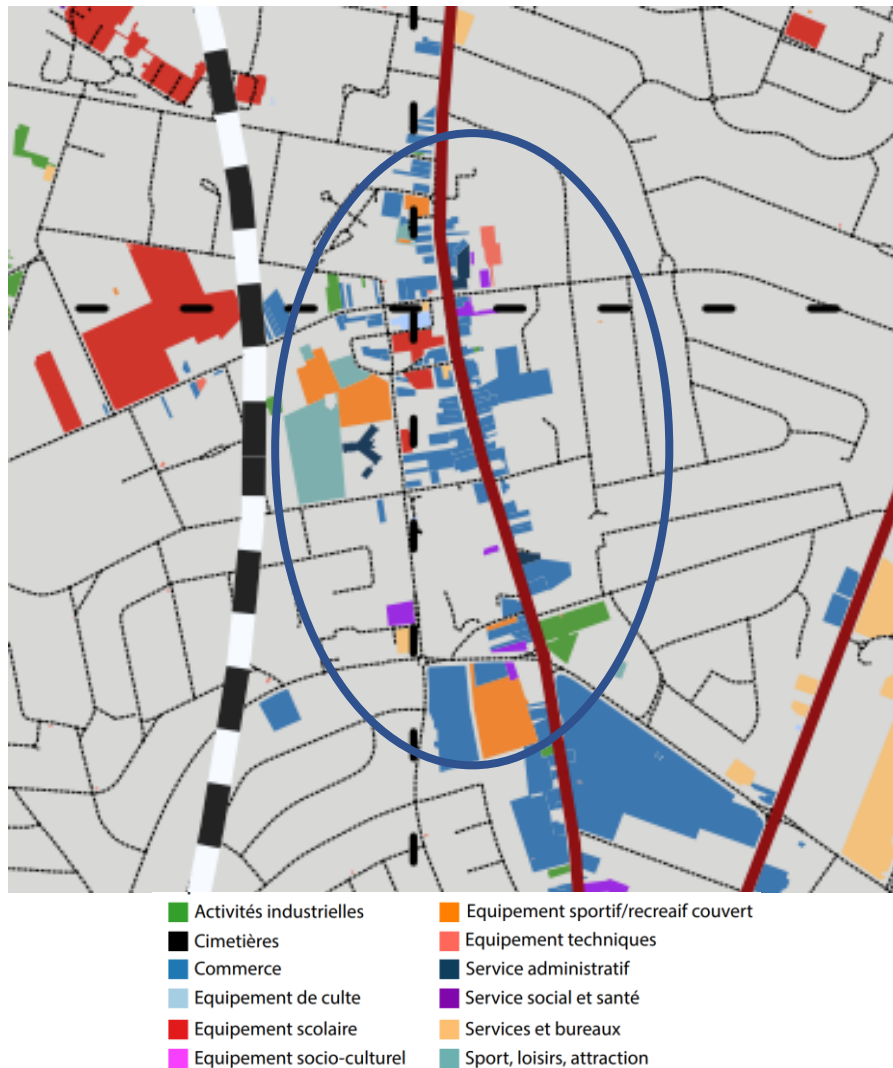 Activités industrielles
Cimetières
Commerce
Equipement de culte
Equipement scolaire
Equipement socio-culturel
Equipement sportif/recreaif couvert
Equipement techniques
Service administratif
Service social et santé
Services et bureaux
Sport, loisirs, attraction